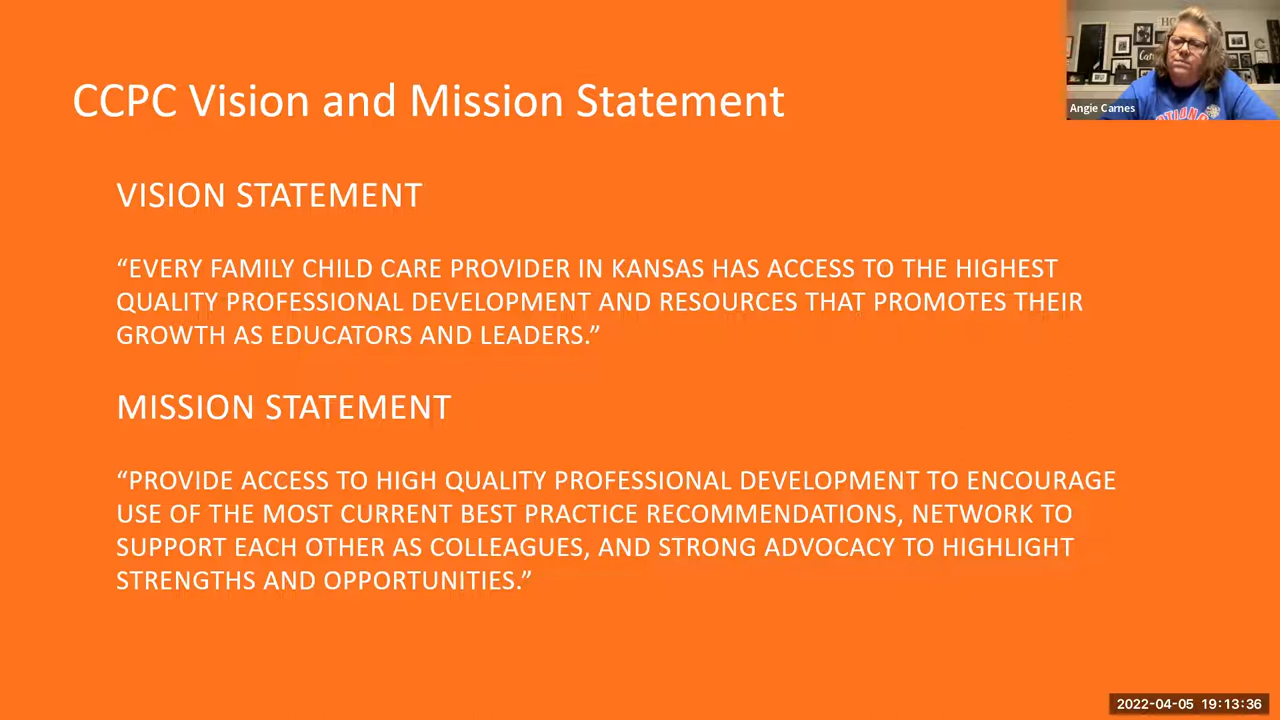 CCPC Vision and Mission Statement
VISION STATEMENT
“EVERY FAMILY CHILD CARE PROVIDER IN KANSAS HAS ACCESS TO THE HIGHEST
QUALITY PROFESSIONAL DEVELOPMENT AND RESOURCES THAT PROMOTES THEIR
GROWTH AS EDUCATORS AND LEADERS.”
MISSION STATEMENT
“PROVIDE ACCESS TO HIGH QUALITY PROFESSIONAL DEVELOPMENT TO ENCOURAGE
USE OF THE MOST CURRENT BEST PRACTICE RECOMMENDATIONS, NETWORK TO
SUPPORT EACH OTHER AS COLLEAGUES, AND STRONG ADVOCACY TO HIGHLIGHT
STRENGTHS AND OPPORTUNITIES.”
Angie Carnes
2022-04-05 19:13:36